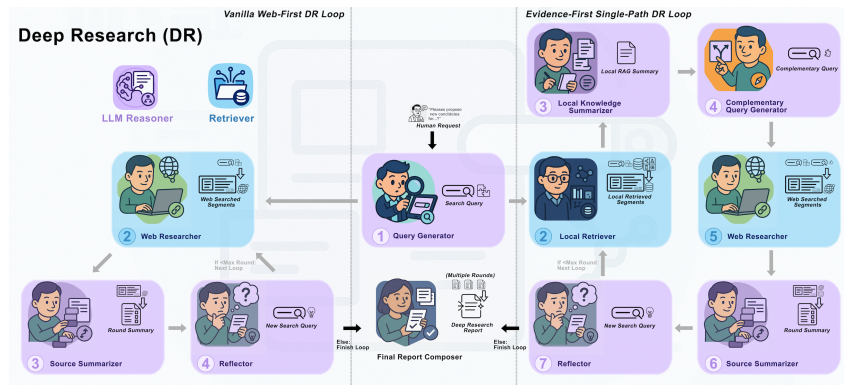 Vanilla Web-First DR Loop
Evidence-First Single-Path DR Loop
Deep Research (DR)
LLM Reasoner
Retriever
"Pleases propose
new candidates
for...?"
Human Request
1
Query Generator
Search Query
2
Web Researcher
Web Searched
Segments
3
Source Summarizer
Round Summary
4
Reflector
New Search Query
If <Max Round:
Next Loop
Else:
Finish Loop
(Multiple Rounds)
Deep Research
Report
Final Report Composer
2
Local Retriever
Local Retrieved
Segments
3
Local Knowledge
Summarizer
Local RAG Summary
4
Complementary
Query Generator
Complementary Query
5
Web Researcher
Web Searched
Segments
6
Source Summarizer
Round Summary
7
Reflector
New Search Query
If <Max Round:
Next Loop
Else:
Finish Loop